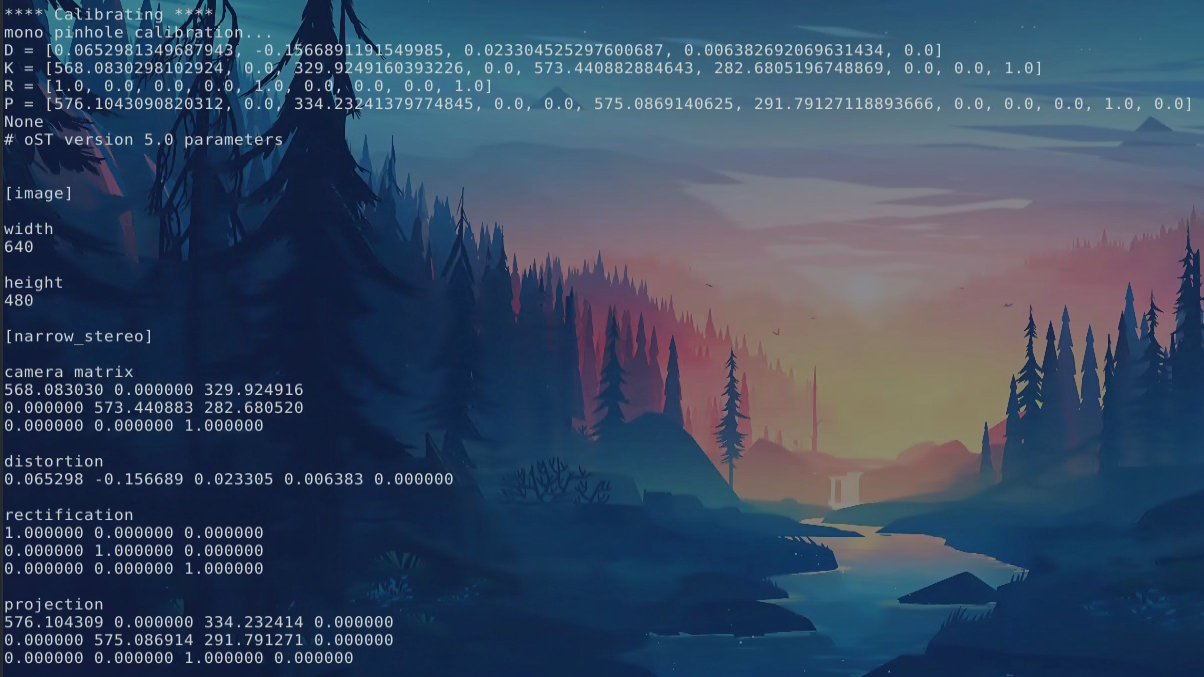 **** Calibrating ****
mono pinhole calibration...
D = [0.0652981349687943, -0.1566891191549985, 0.023304525297600687, 0.006382692069631434, 0.0]
K = [568.0830298102924, 0.0, 329.9249160393226, 0.0, 573.440882884643, 282.6805196748869, 0.0, 0.0, 1.0]
R = [1.0, 0.0, 0.0, 0.0, 1.0, 0.0, 0.0, 0.0, 1.0]
P = [576.1043090820312, 0.0, 334.23241379774845, 0.0, 0.0, 575.0869140625, 291.79127118893666, 0.0, 0.0, 0.0, 1.0, 0.0]
None
# oST version 5.0 parameters
[image]
width
640
height
480
[narrow_stereo]
camera matrix
568.083030 0.000000 329.924916
0.000000 573.440883 282.680520
0.000000 0.000000 1.000000
distortion
0.065298 -0.156689 0.023305 0.006383 0.000000
rectification
1.000000 0.000000 0.000000
0.000000 1.000000 0.000000
0.000000 0.000000 1.000000
projection
576.104309 0.000000 334.232414 0.000000
0.000000 575.086914 291.791271 0.000000
0.000000 0.000000 1.000000 0.000000